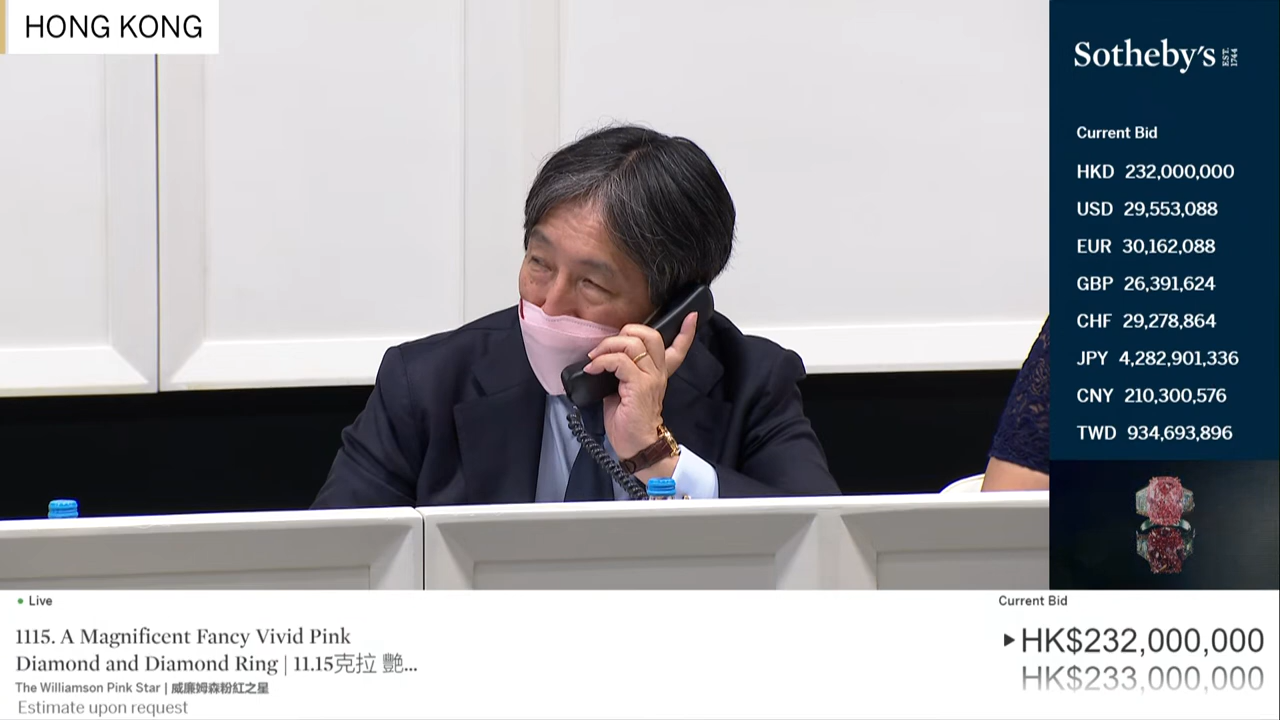 HONG KONG
Sotheby's EST. 1744
Current Bid
HKD 232,000,000
USD 29,553,088
EUR 30,162,088
GBP 26,391,624
CHF 29,278,864
JPY 4,282,901,336
CNY 210,300,576
TWD 934,693,896
Live
1115. A Magnificent Fancy Vivid Pink
Diamond and Diamond Ring | 11.15克拉 艷...
The Williamson Pink Star | 威廉姆森粉紅之星
Estimate upon request
Current Bid
HK$232,000,000
HK$233,000,000